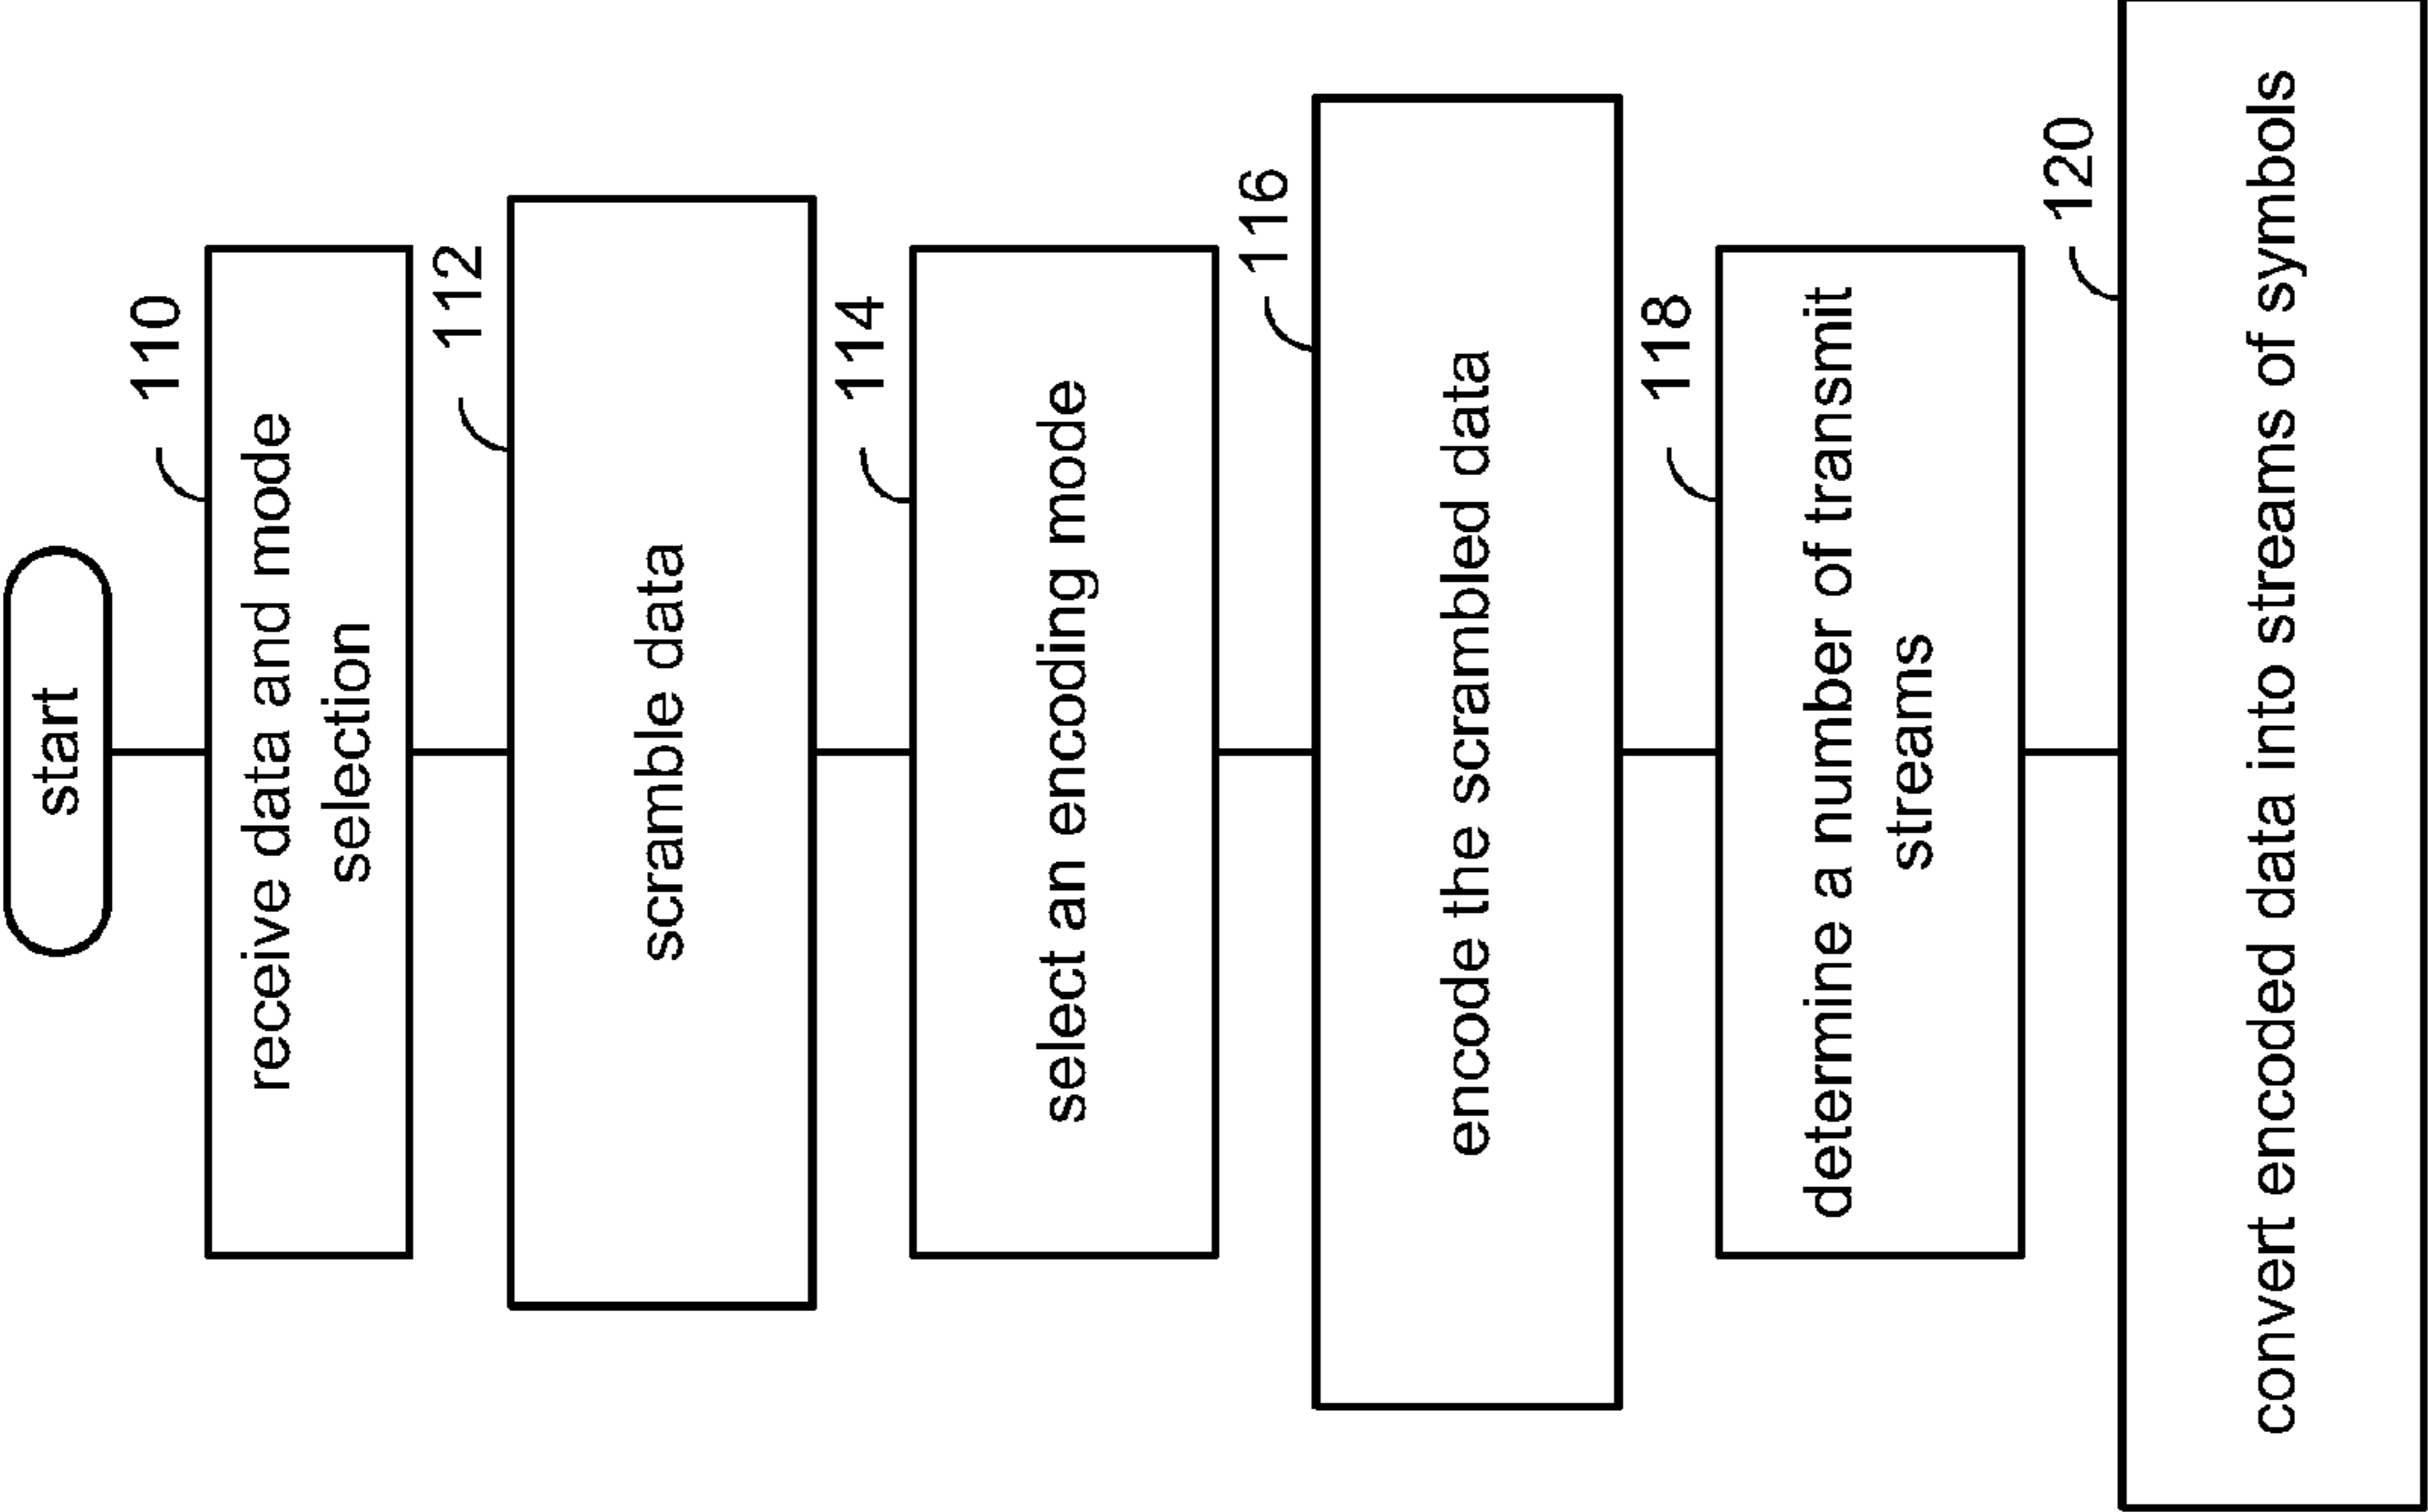 start
110
receive data and mode
selection
112
scramble data
114
select an encoding mode
116
encode the scrambled data
118
determine a number of transmit
streams
120
convert encoded data into streams of symbols